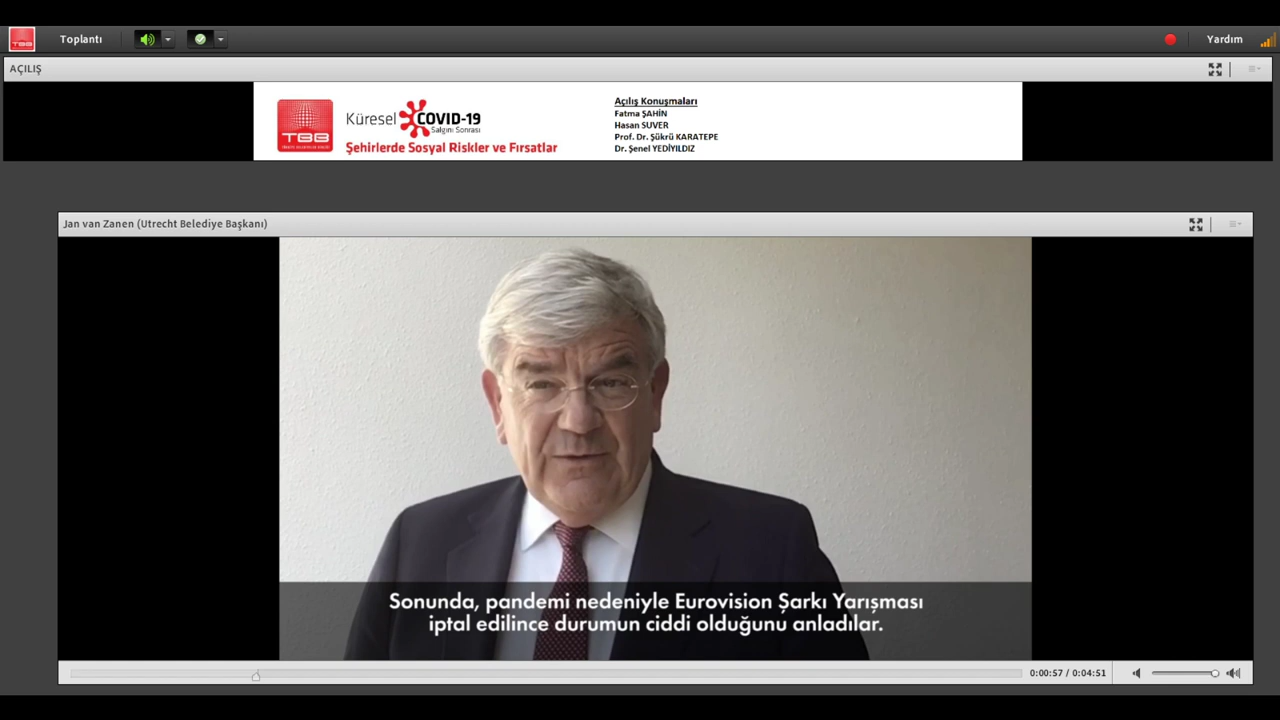 TBB
Toplantı
Yardım
AÇILIŞ
TBB
Küresel COVID-19
Salgını Sonrası
Şehirlerde Sosyal Riskler ve Fırsatlar
Açılış Konuşmaları
Fatma ŞAHİN
Hasan SUVER
Prof. Dr. Şükrü KARATEPE
Dr. Şenel YEDİYILDIZ
Jan van Zanen (Utrecht Belediye Başkanı)
Sonunda, pandemi nedeniyle Eurovision Şarkı Yarışması
iptal edilince durumun ciddi olduğunu anladılar.
0:00:57 / 0:04:51